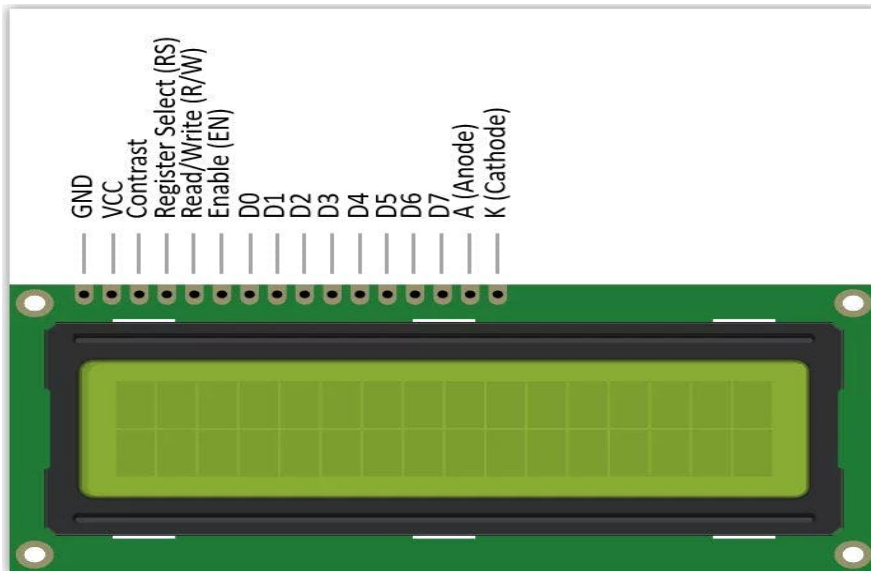 GND
VCC
Contrast
Register Select (RS)
Read/Write (R/W)
Enable (EN)
D0
D1
D2
D3
D4
D5
D6
D7
A (Anode)
K (Cathode)